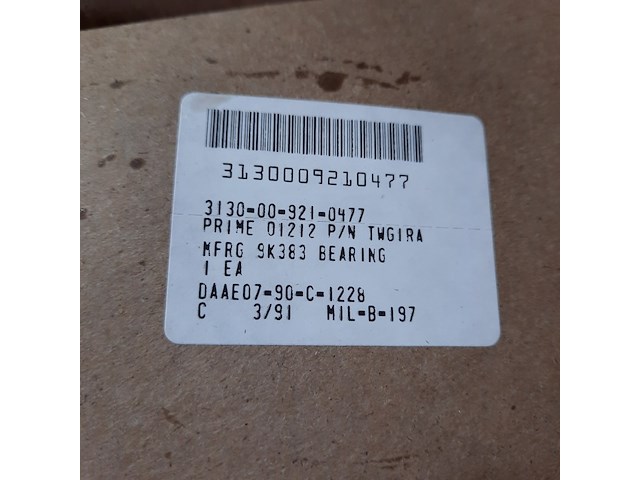 3130009210477
3130-00-921-0477
PRIME 01212 P/N TWG1RA
MFRG 9K383 BEARING
1 EA
DAAE07-90-C-1228
C 3/91 MIL-B-197